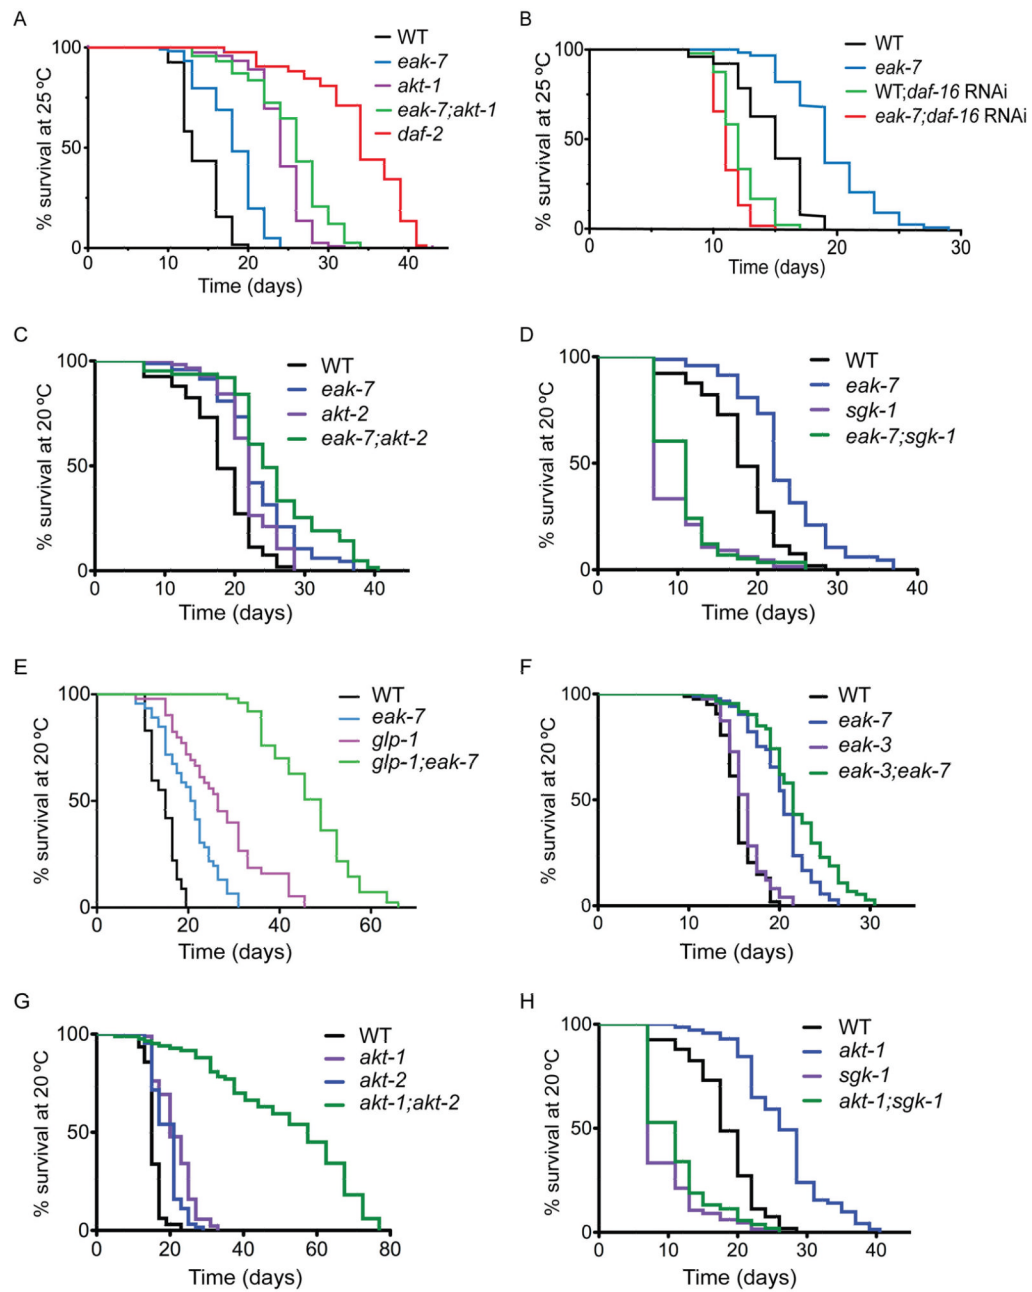 A
% survival at 25 ºC
100
50
0
0 10 20 30 40
Time (days)
WT
eak-7
akt-1
eak-7;akt-1
daf-2
B
% survival at 25 ºC
100
50
0
0 10 20 30
Time (days)
WT
eak-7
WT;daf-16 RNAi
eak-7;daf-16 RNAi
C
% survival at 20 ºC
100
50
0
0 10 20 30 40
Time (days)
WT
eak-7
akt-2
eak-7;akt-2
D
% survival at 20 ºC
100
50
0
0 10 20 30 40
Time (days)
WT
eak-7
sgk-1
eak-7;sgk-1
E
% survival at 20 ºC
100
50
0
0 20 40 60
Time (days)
WT
eak-7
glp-1
glp-1;eak-7
F
% survival at 20 ºC
100
50
0
0 10 20 30
Time (days)
WT
eak-7
eak-3
eak-3;eak-7
G
% survival at 20 ºC
100
50
0
0 20 40 60 80
Time (days)
WT
akt-1
akt-2
akt-1;akt-2
H
% survival at 20 ºC
100
50
0
0 10 20 30 40
Time (days)
WT
akt-1
sgk-1
akt-1;sgk-1